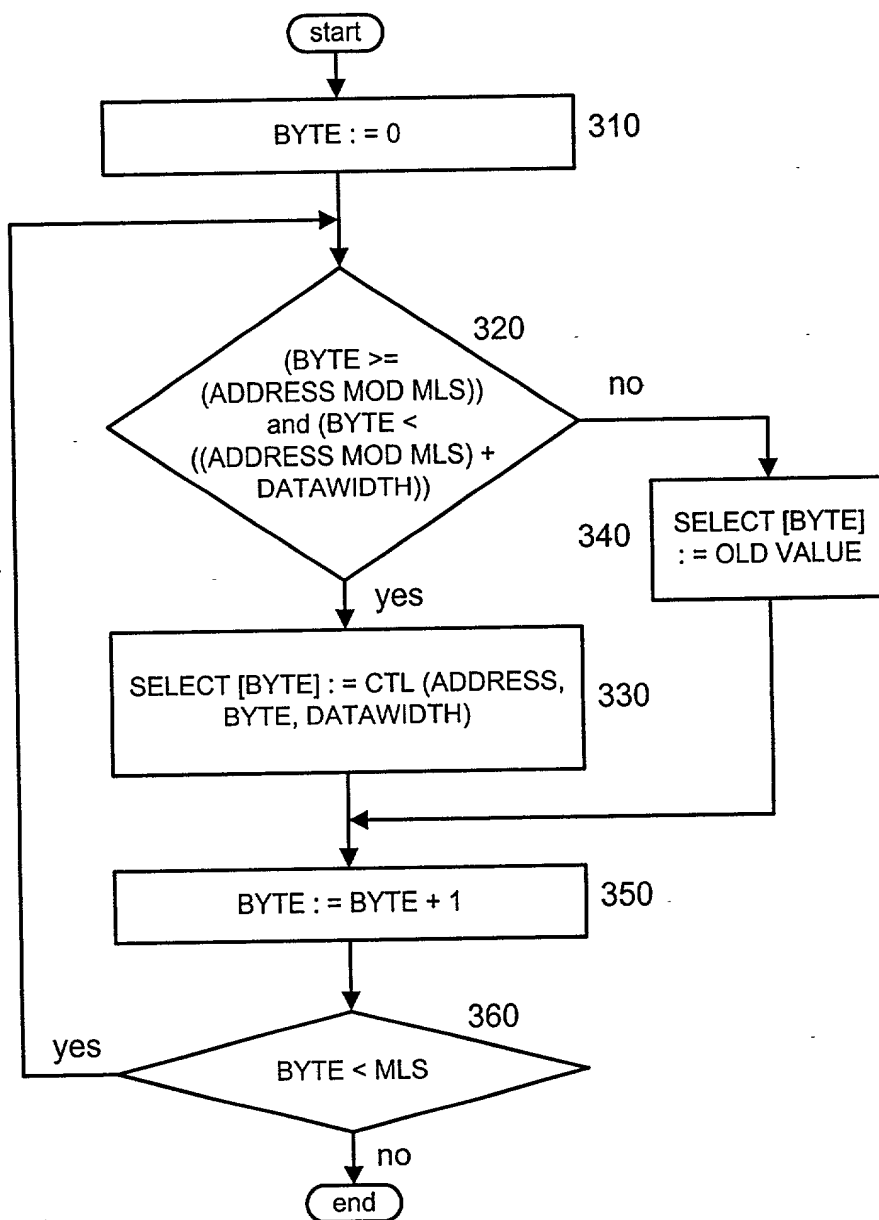 start
BYTE : = 0
310
320
(BYTE >=
(ADDRESS MOD MLS))
and (BYTE <
((ADDRESS MOD MLS) +
DATAWIDTH))
no
SELECT [BYTE]
: = OLD VALUE
340
yes
SELECT [BYTE] : = CTL (ADDRESS,
BYTE, DATAWIDTH)
330
BYTE : = BYTE + 1
350
360
yes
BYTE < MLS
no
end